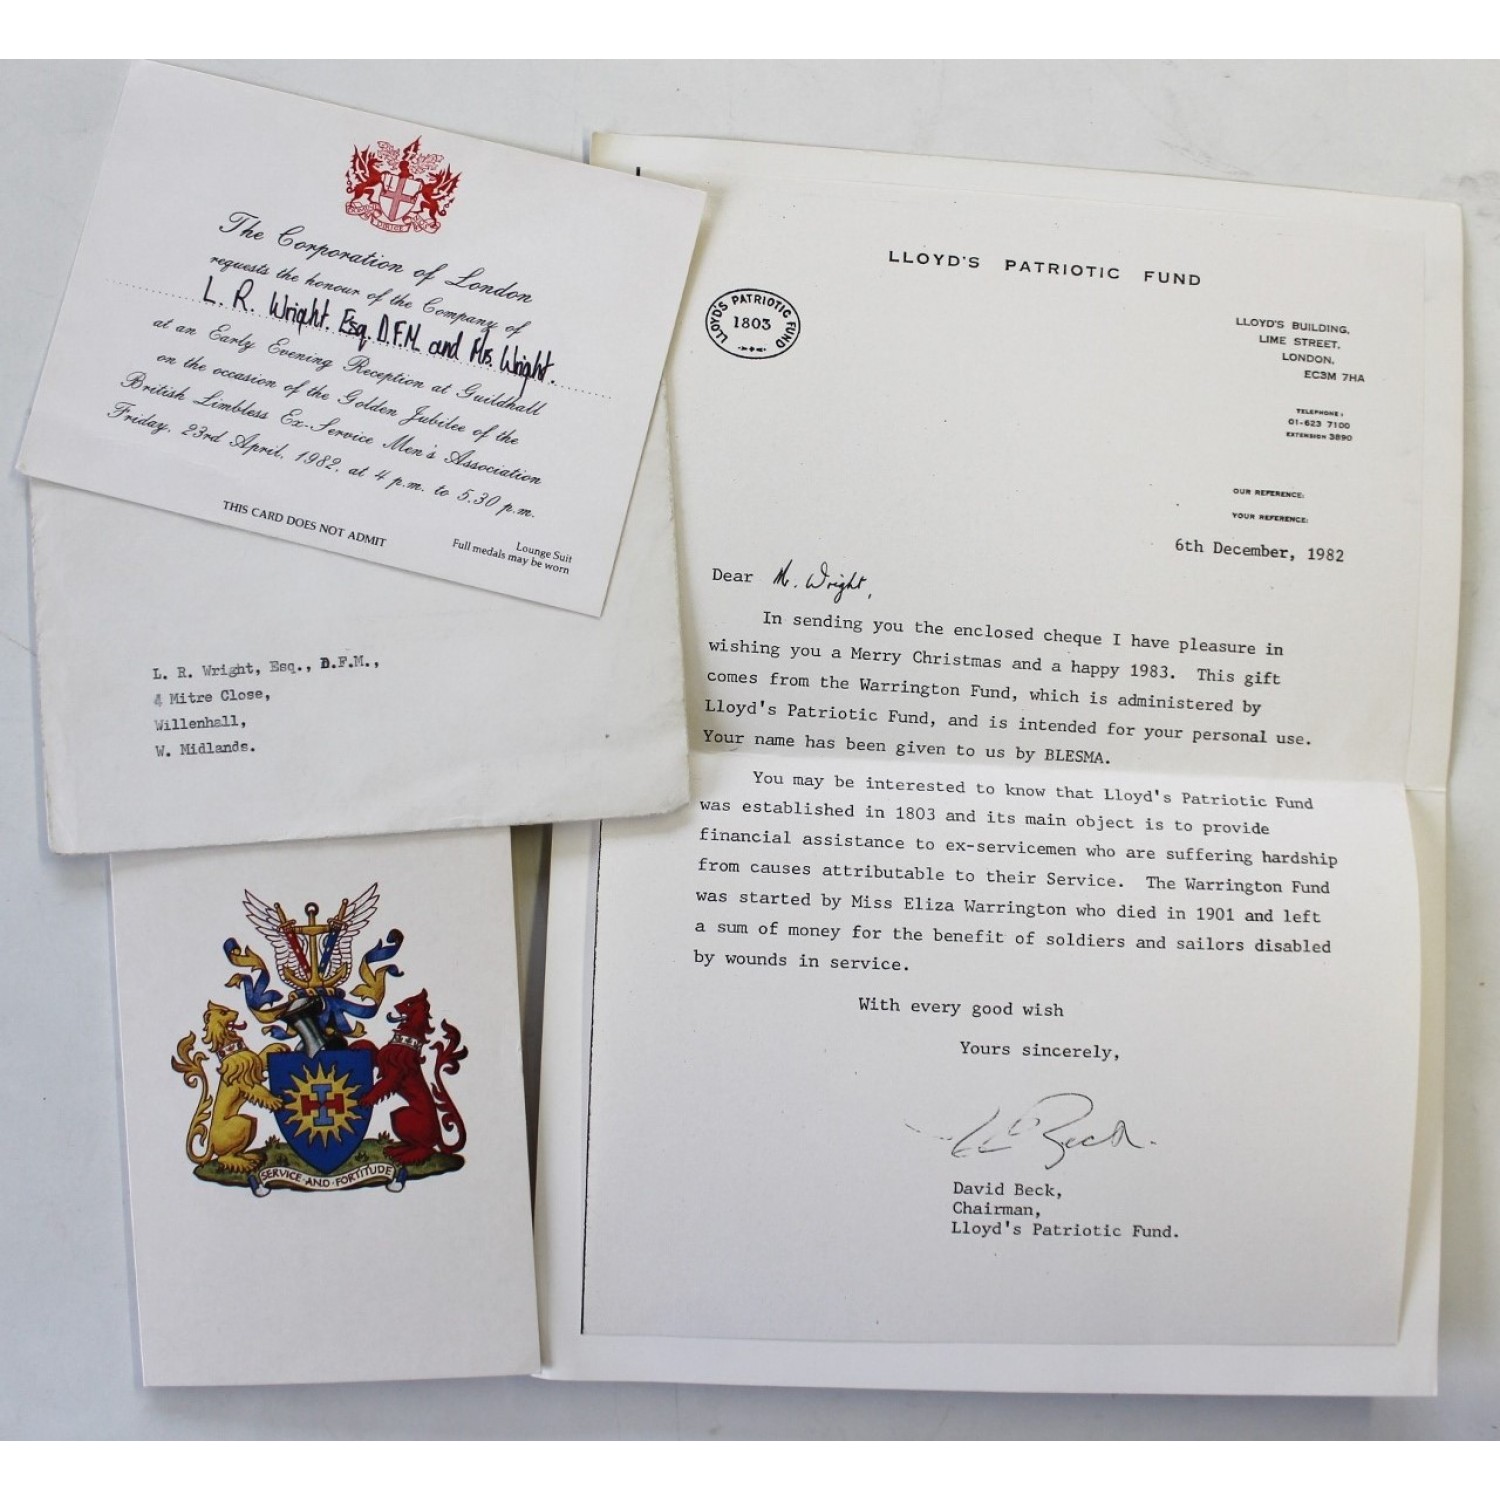 The Corporation of London
requests the honour of the Company of
L. R. Wright. Esq. D.F.M. and Mrs. Wright.
at an Early Evening Reception at Guildhall
on the occasion of the Golden Jubilee of the
British Limbless Ex-Service Men's Association
Friday, 23rd April, 1982, at 4 p.m. to 5.30 p.m.
THIS CARD DOES NOT ADMIT
Lounge Suit
Full medals may be worn
L. R. Wright, Esq., D.F.M.,
4 Mitre Close,
Willenhall,
W. Midlands.
SERVICE·AND·FORTITUDE
LLOYD'S PATRIOTIC FUND
LLOYD'S PATRIOTIC FUND
1803
LLOYD'S BUILDING,
LIME STREET,
LONDON,
EC3M 7HA
TELEPHONE:
01-623 7100
EXTENSION 3890
OUR REFERENCE:
YOUR REFERENCE:
6th December, 1982
Dear Mr. Wright,
In sending you the enclosed cheque I have pleasure in
wishing you a Merry Christmas and a happy 1983. This gift
comes from the Warrington Fund, which is administered by
Lloyd's Patriotic Fund, and is intended for your personal use.
Your name has been given to us by BLESMA.
You may be interested to know that Lloyd's Patriotic Fund
was established in 1803 and its main object is to provide
financial assistance to ex-servicemen who are suffering hardship
from causes attributable to their Service. The Warrington Fund
was started by Miss Eliza Warrington who died in 1901 and left
a sum of money for the benefit of soldiers and sailors disabled
by wounds in service.
With every good wish
Yours sincerely,
David Beck,
Chairman,
Lloyd's Patriotic Fund.